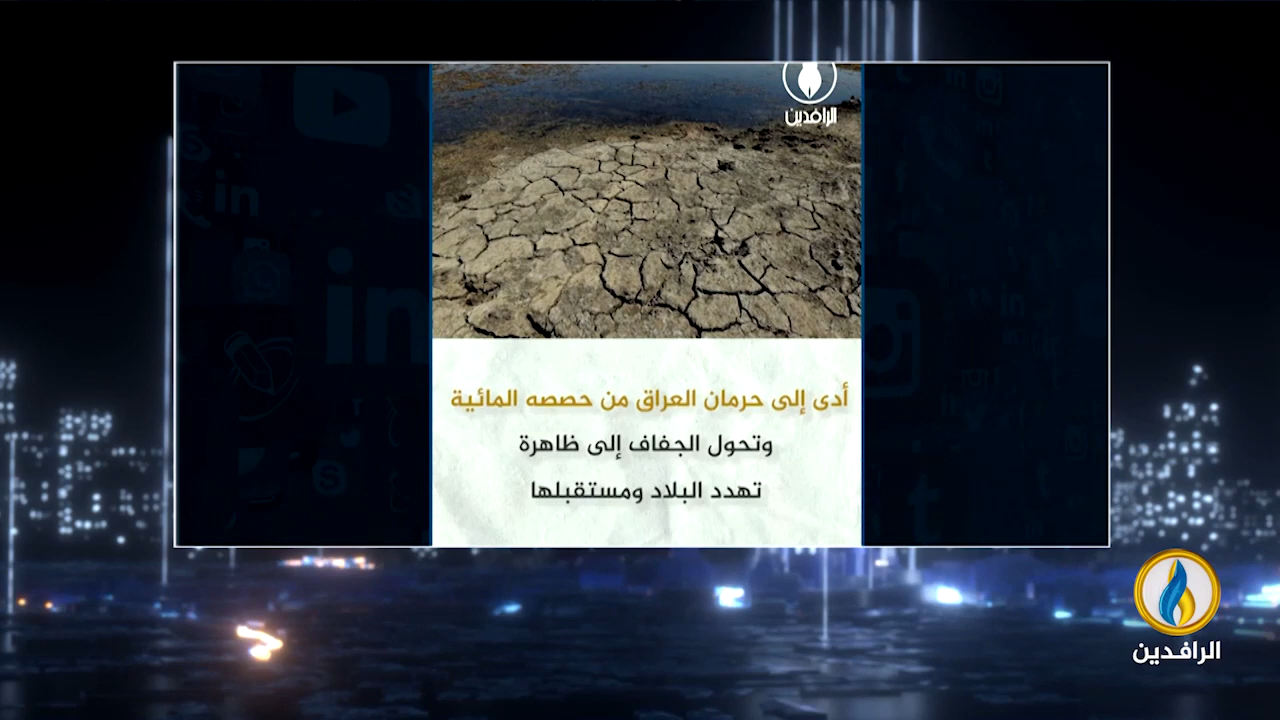 الرافدين
أدى إلى حرمان العراق من حصصه المائية
وتحول الجفاف إلى ظاهرة
تهدد البلاد ومستقبلها
الرافدين